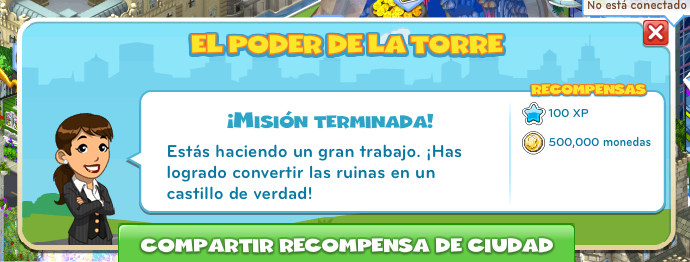 No está conectado
EL PODER DE LA TORRE
RECOMPENSAS
¡MISIÓN TERMINADA!
100 XP
Estás haciendo un gran trabajo. ¡Has
500,000 monedas
logrado convertir las ruinas en un
castillo de verdad!
COMPARTIR RECOMPENSA DE CIUDAD